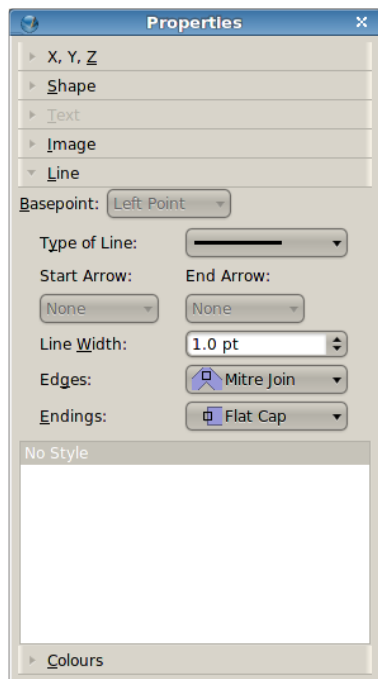 Properties
X, Y, Z
Shape
Text
Image
Line
Basepoint: Left Point
Type of Line:
Start Arrow: End Arrow:
None None
Line Width: 1.0 pt
Edges: Mitre Join
Endings: Flat Cap
No Style
Colours